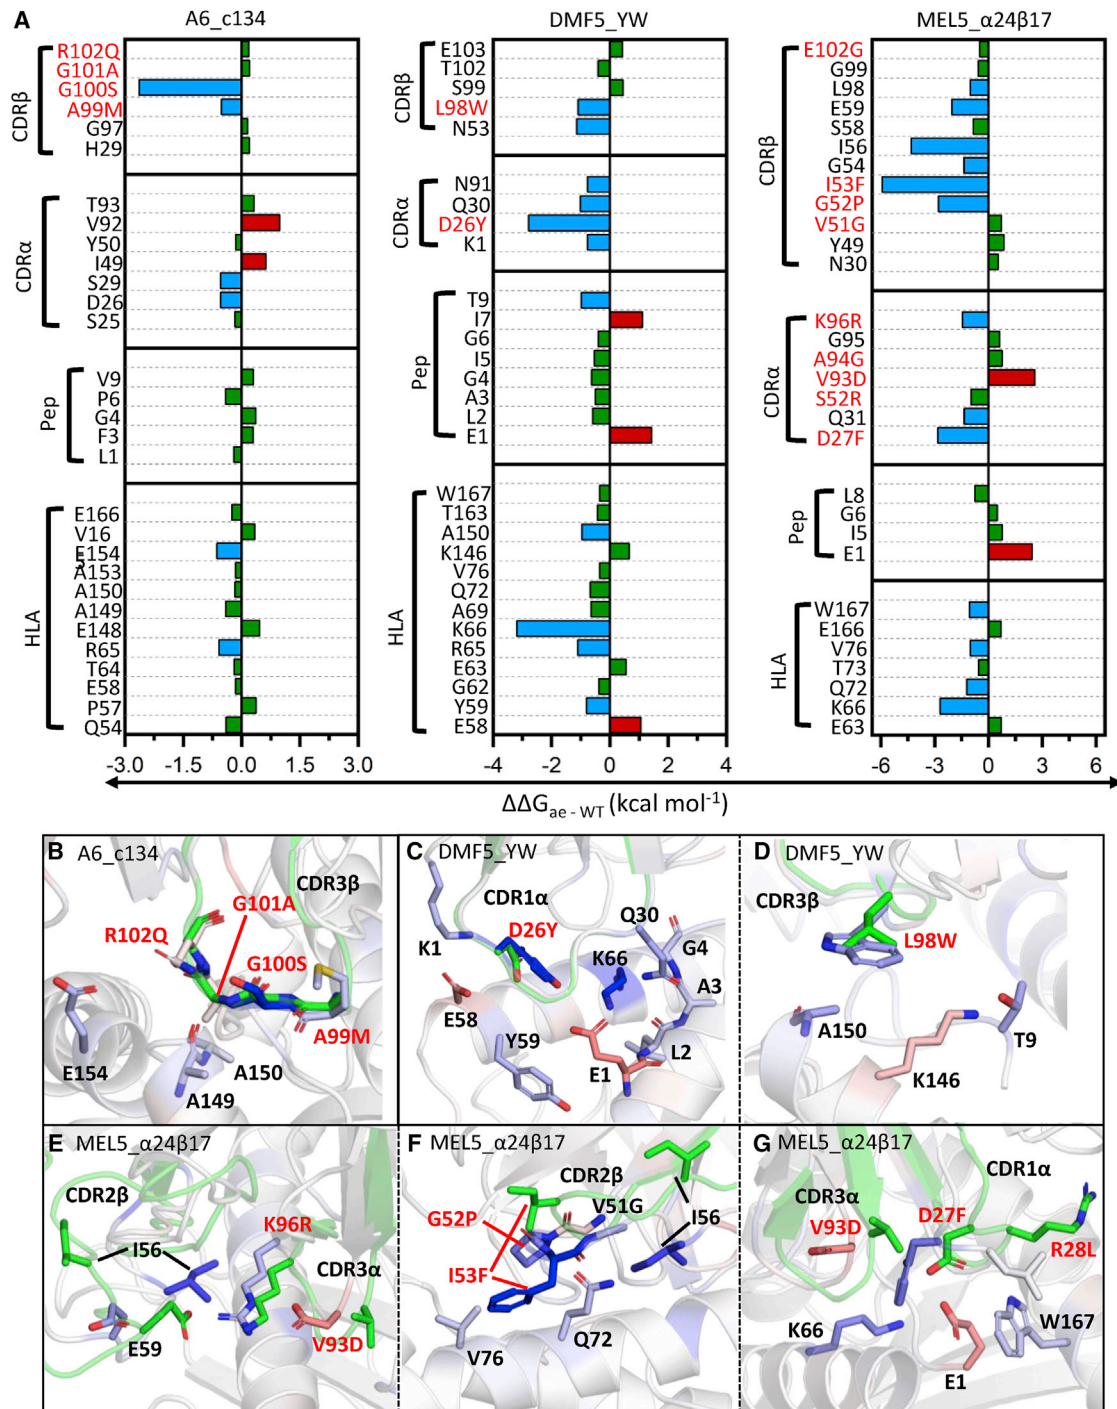 A
A6_c134
R102Q
G101A
G100S
A99M
G97
H29
CDRβ
T93
V92
Y50
I49
S29
D26
S25
CDRα
V9
P6
G4
F3
L1
Pep
E166
V16
5
E154
A153
A150
A149
E148
R65
T64
E58
P57
Q54
HLA
-3.0 -1.5 0.0 1.5 3.0
DMF5_YW
E103
T102
S99
L98W
N53
CDRβ
N91
Q30
D26Y
K1
CDRα
T9
I7
G6
I5
G4
A3
L2
E1
Pep
W167
T163
A150
K146
V76
Q72
A69
K66
R65
E63
G62
Y59
E58
HLA
-4 -2 0 2 4
MEL5_α24β17
E102G
G99
L98
E59
S58
I56
G54
I53F
G52P
V51G
Y49
N30
CDRβ
K96R
G95
A94G
V93D
S52R
Q31
D27F
CDRα
L8
G6
I5
E1
Pep
W167
E166
V76
T73
Q72
K66
E63
HLA
-6 -3 0 3 6
ΔΔG ae - WT (kcal mol-1)
B A6_c134
CDR3β
G101A
R102Q
G100S
A99M
E154
A150
A149
C DMF5_YW
CDR1α
Q30
K1
D26Y
G4
K66
A3
E58
Y59
L2
E1
D DMF5_YW
CDR3β
L98W
A150
T9
K146
E MEL5_α24β17
CDR2β
K96R
I56
CDR3α
E59
V93D
F MEL5_α24β17
CDR2β
V51G
G52P
I56
I53F
Q72
V76
G MEL5_α24β17
CDR1α
CDR3α
V93D
D27F
R28L
K66
W167
E1